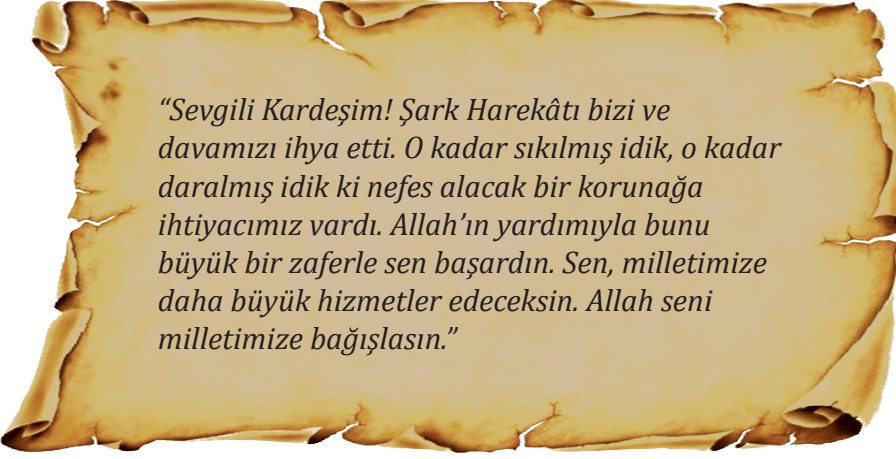 “Sevgili Kardeşim! Şark Harekâtı bizi ve
davamızı ihya etti. O kadar sıkılmış idik, o kadar
daralmış idik ki nefes alacak bir korunağa
ihtiyacımız vardı. Allah’ın yardımıyla bunu
büyük bir zaferle sen başardın. Sen, milletimize
daha büyük hizmetler edeceksin. Allah seni
milletimize bağışlasın.”